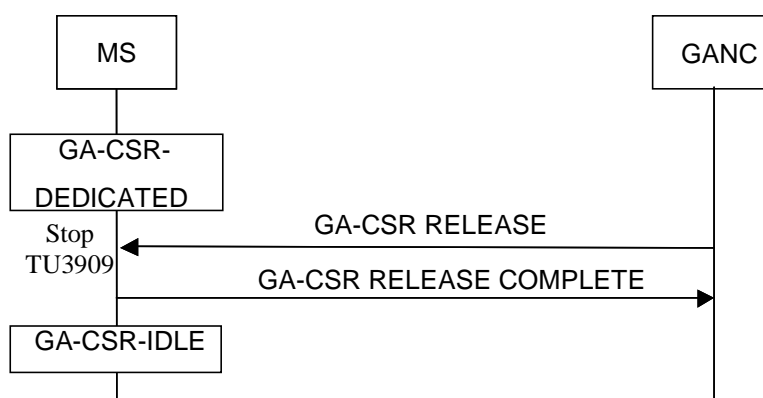 MS
GANC
GA-CSR-
DEDICATED
Stop
TU3909
GA-CSR RELEASE
GA-CSR RELEASE COMPLETE
GA-CSR-IDLE